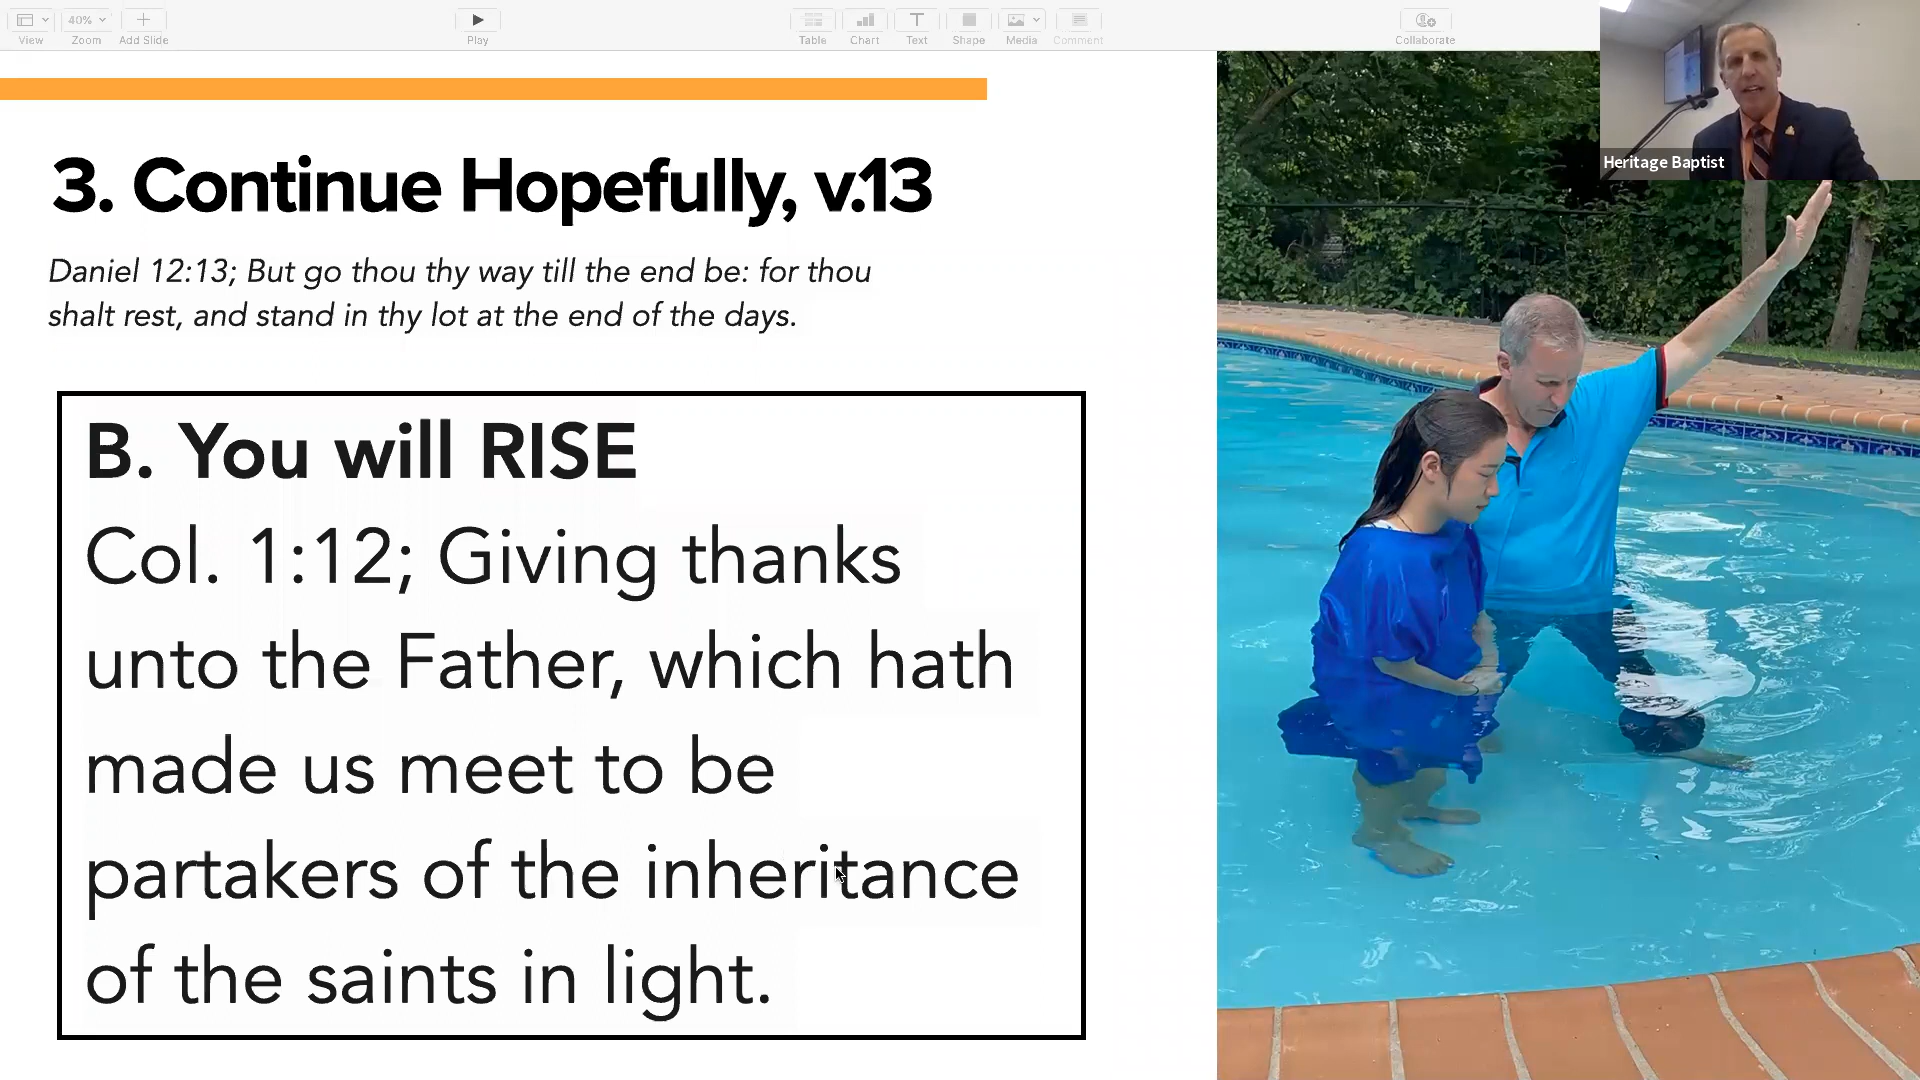 View
40%
Zoom
Add Slide
Play
Table
Chart
Text
Shape
Media
Comment
Collaborate
Heritage Baptist
3. Continue Hopefully, v.13
Daniel 12:13; But go thou thy way till the end be: for thou
shalt rest, and stand in thy lot at the end of the days.
B. You will RISE
Col. 1:12; Giving thanks
unto the Father, which hath
made us meet to be
partakers of the inheritance
of the saints in light.